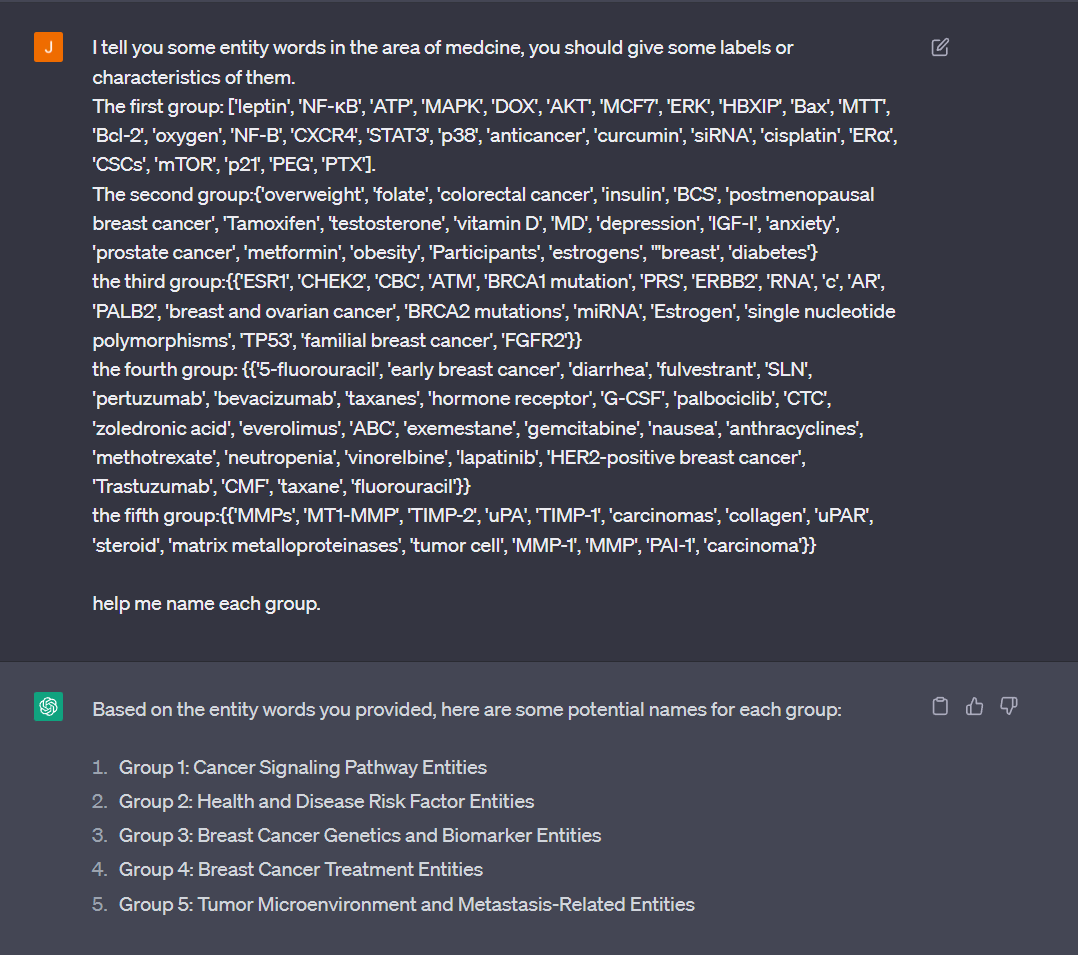 J
I tell you some entity words in the area of medcine, you should give some labels or
characteristics of them.
The first group: ['leptin', 'NF-κB', 'ATP', 'MAPK', 'DOX', 'AKT', 'MCF7', 'ERK', 'HBXIP', 'Bax', 'MTT',
'Bcl-2', 'oxygen', 'NF-B', 'CXCR4', 'STAT3', 'p38', 'anticancer', 'curcumin', 'siRNA', 'cisplatin', 'ERα',
'CSCs', 'mTOR', 'p21', 'PEG', 'PTX'].
The second group:{'overweight', 'folate', 'colorectal cancer', 'insulin', 'BCS', 'postmenopausal
breast cancer', 'Tamoxifen', 'testosterone', 'vitamin D', 'MD', 'depression', 'IGF-I', 'anxiety',
'prostate cancer', 'metformin', 'obesity', 'Participants', 'estrogens', '"breast', 'diabetes'}
the third group:{{'ESR1', 'CHEK2', 'CBC', 'ATM', 'BRCA1 mutation', 'PRS', 'ERBB2', 'RNA', 'c', 'AR',
'PALB2', 'breast and ovarian cancer', 'BRCA2 mutations', 'miRNA', 'Estrogen', 'single nucleotide
polymorphisms', 'TP53', 'familial breast cancer', 'FGFR2'}}
the fourth group: {{'5-fluorouracil', 'early breast cancer', 'diarrhea', 'fulvestrant', 'SLN',
'pertuzumab', 'bevacizumab', 'taxanes', 'hormone receptor', 'G-CSF', 'palbociclib', 'CTC',
'zoledronic acid', 'everolimus', 'ABC', 'exemestane', 'gemcitabine', 'nausea', 'anthracyclines',
'methotrexate', 'neutropenia', 'vinorelbine', 'lapatinib', 'HER2-positive breast cancer',
'Trastuzumab', 'CMF', 'taxane', 'fluorouracil'}}
the fifth group:{{'MMPs', 'MT1-MMP', 'TIMP-2', 'uPA', 'TIMP-1', 'carcinomas', 'collagen', 'uPAR',
'steroid', 'matrix metalloproteinases', 'tumor cell', 'MMP-1', 'MMP', 'PAI-1', 'carcinoma'}}
help me name each group.
Based on the entity words you provided, here are some potential names for each group:
1. Group 1: Cancer Signaling Pathway Entities
2. Group 2: Health and Disease Risk Factor Entities
3. Group 3: Breast Cancer Genetics and Biomarker Entities
4. Group 4: Breast Cancer Treatment Entities
5. Group 5: Tumor Microenvironment and Metastasis-Related Entities